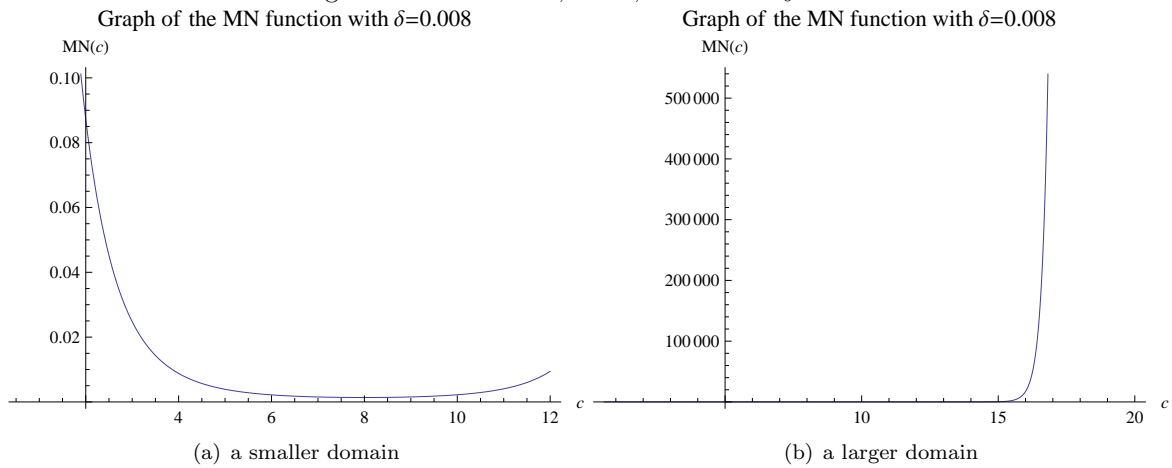 Graph of the MN function with δ=0.008
MN(c)
0.10
0.08
0.06
0.04
0.02
4
6
8
10
12
c
(a) a smaller domain
Graph of the MN function with δ=0.008
MN(c)
500 000
400 000
300 000
200 000
100 000
10
15
20
c
(b) a larger domain